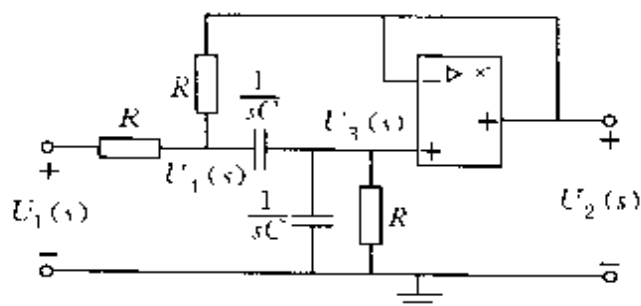 R
1
sC
R
U₃(s)
- ▷ ∞
+ +
+ +
U₁(s)
1
sC
R
U₁(s)
U₂(s)
- -